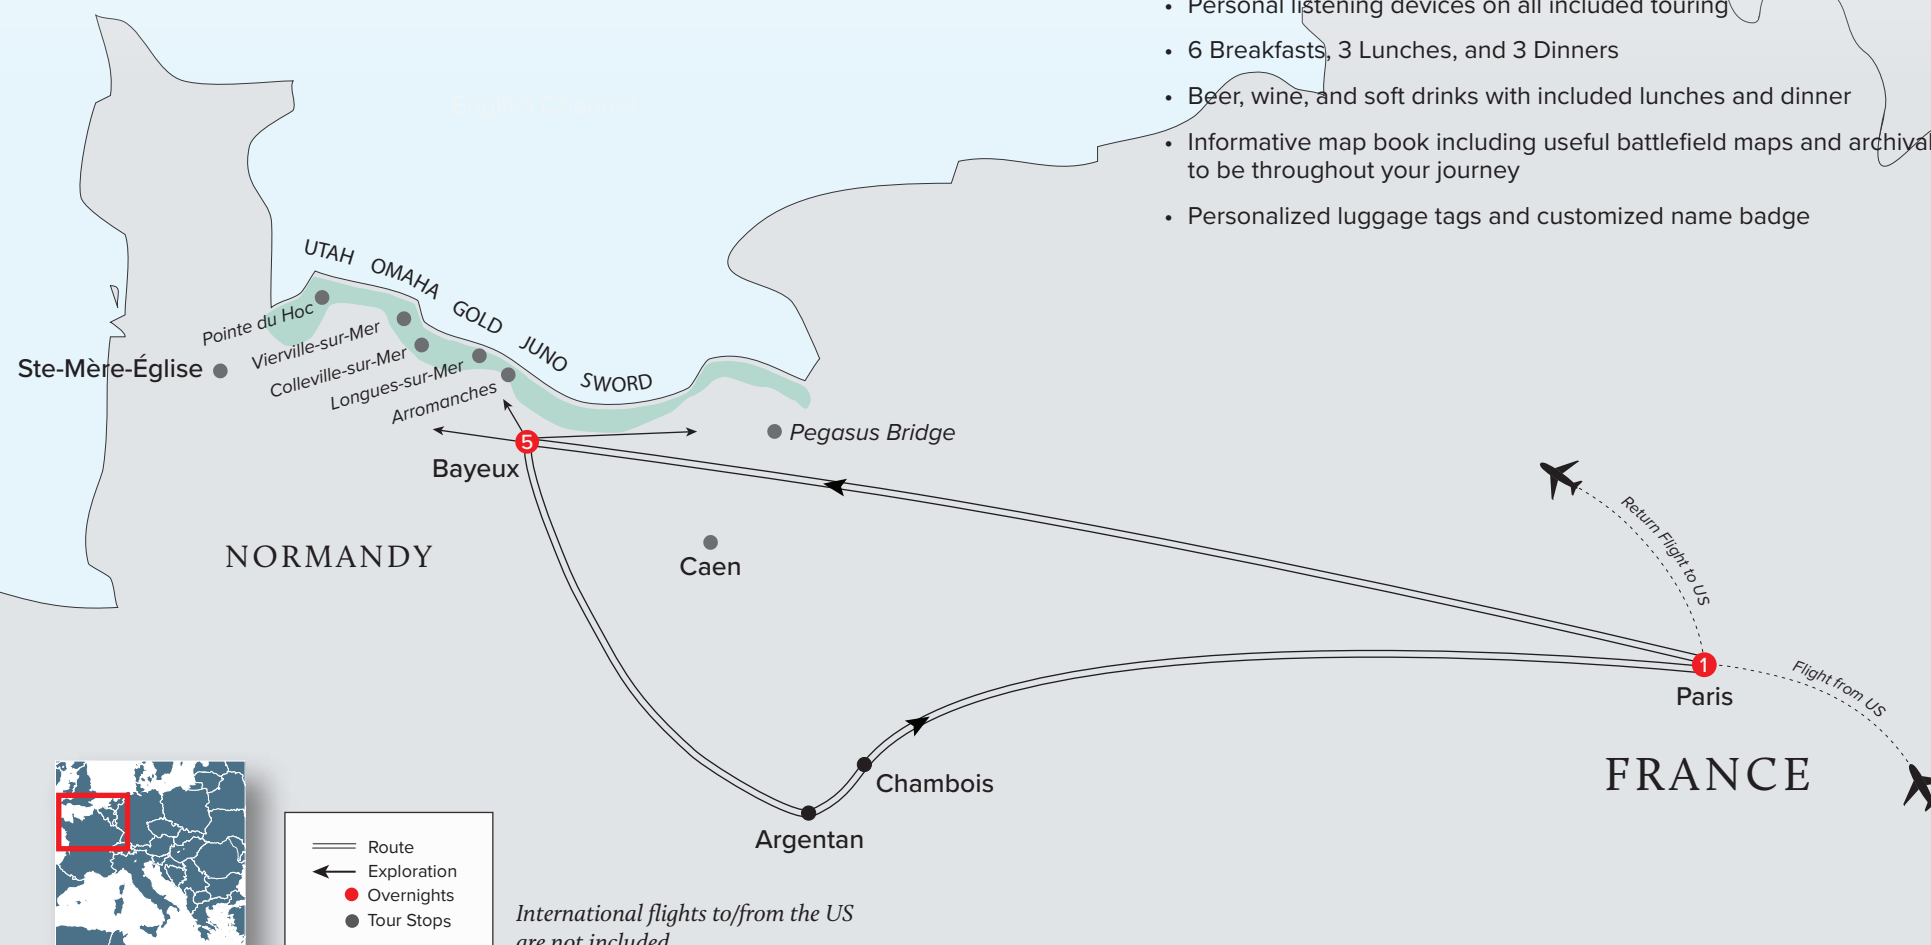 • Personal listening devices on all included touring
• 6 Breakfasts, 3 Lunches, and 3 Dinners
• Beer, wine, and soft drinks with included lunches and dinner
• Informative map book including useful battlefield maps and archival
to be throughout your journey
• Personalized luggage tags and customized name badge
UTAH
OMAHA
GOLD
JUNO
SWORD
Pointe du Hoc
Vierville-sur-Mer
Colleville-sur-Mer
Longues-sur-Mer
Arromanches
Ste-Mère-Église
Pegasus Bridge
5
Bayeux
NORMANDY
Caen
Return Flight to US
1
Paris
Flight from US
FRANCE
Chambois
Argentan
Route
Exploration
Overnights
Tour Stops
International flights to/from the US
are not included